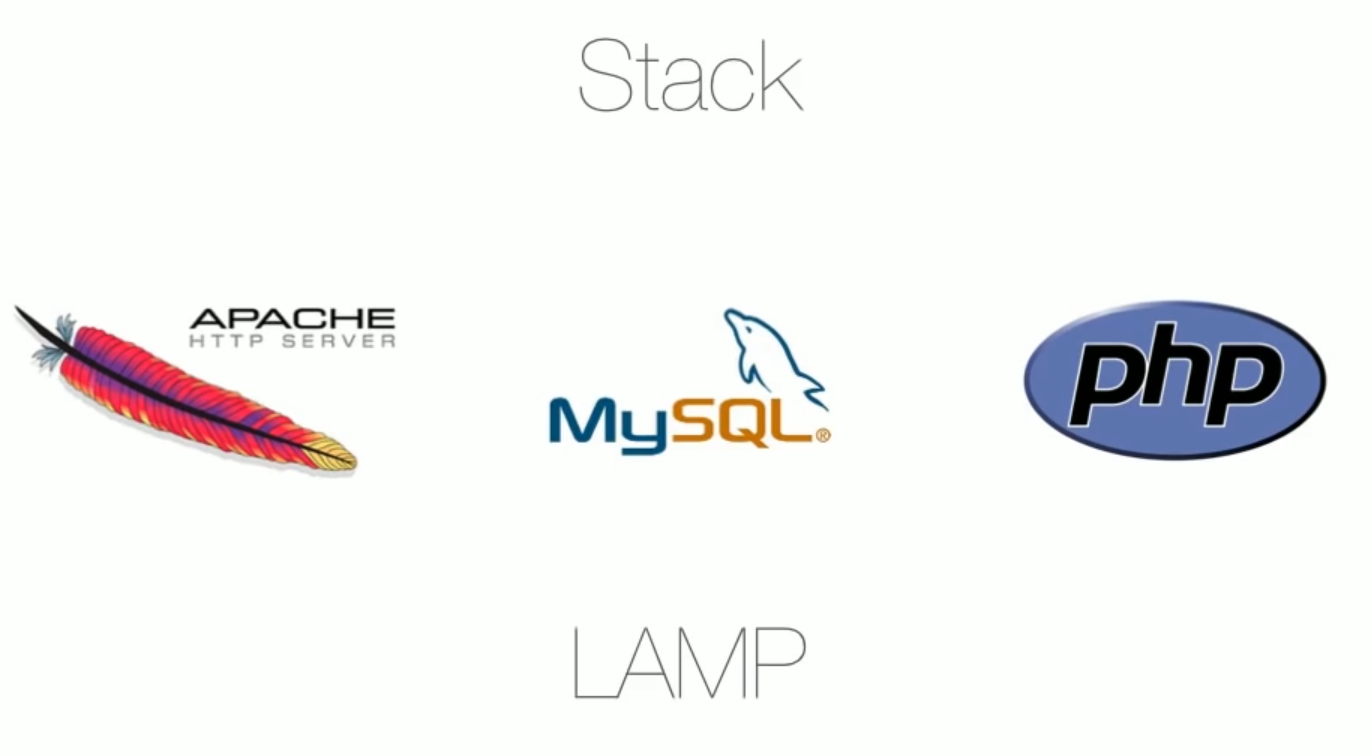 Stack
APACHE
HTTP SERVER
MySQL®
php
LAMP